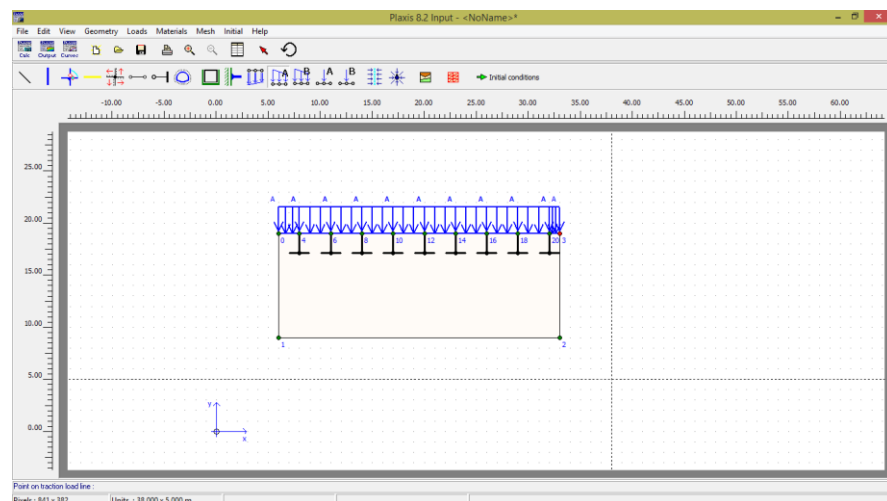 Plaxis 8.2 Input - <NoName>*
File Edit View Geometry Loads Materials Mesh Initial Help
Calc Output Curves
A B A B Initial conditions
-10.00 -5.00 0.00 5.00 10.00 15.00 20.00 25.00 30.00 35.00 40.00 45.00 50.00 55.00 60.00
25.00
A A A A A A A A A A A
20.00
0 4 6 8 10 12 14 16 18 20 3
15.00
10.00
1 2
5.00
y
0.00
x
Point on traction load line :
Pixels : 841 x 382 Units : 38.000 x 5.000 m